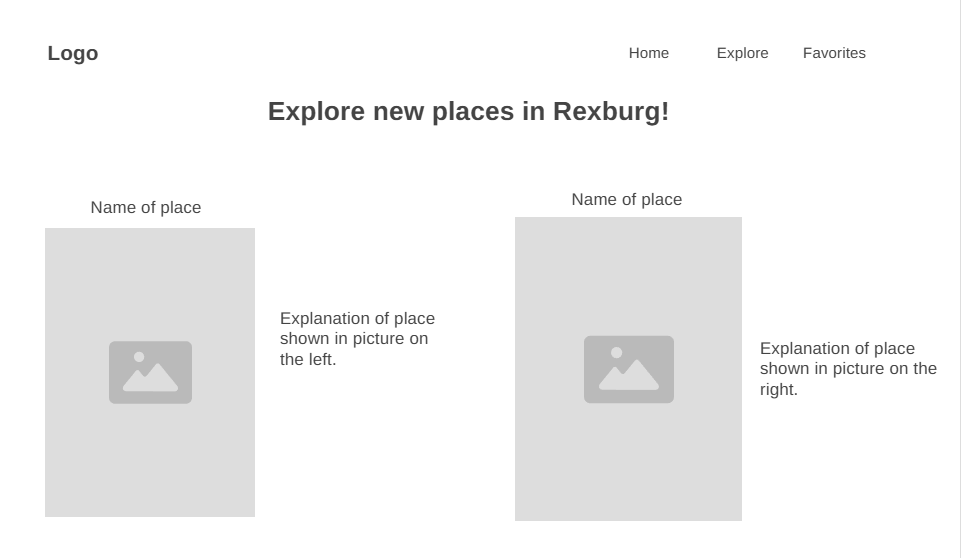 Logo
Home Explore Favorites
Explore new places in Rexburg!
Name of place
Explanation of place
shown in picture on
the left.
Name of place
Explanation of place
shown in picture on the
right.